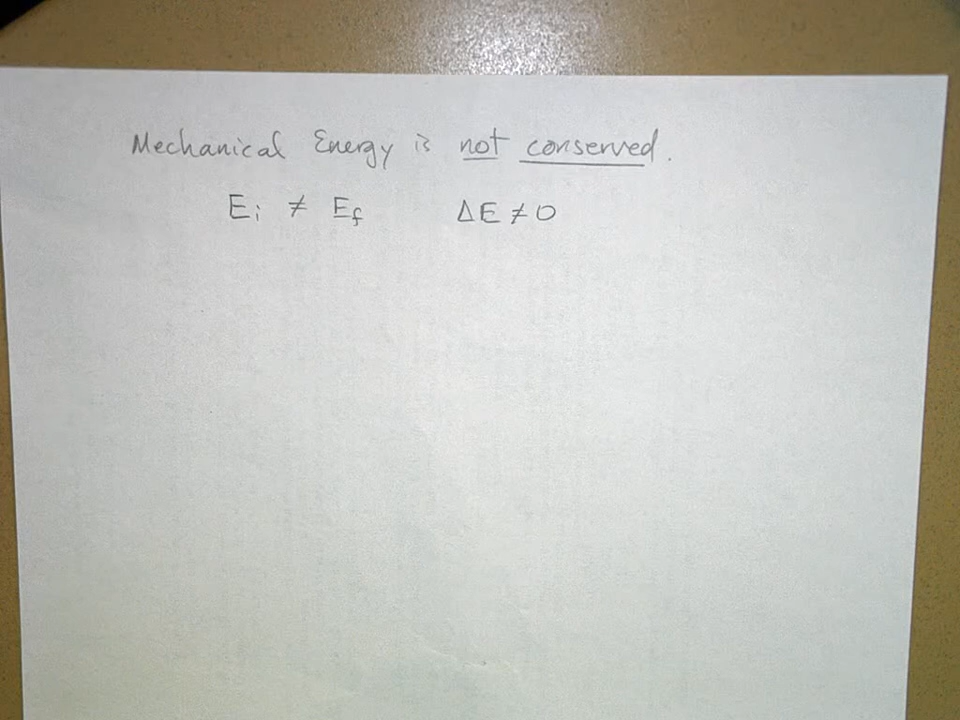 Mechanical Energy is not conserved.
Ei ≠ Ef ΔE ≠ 0